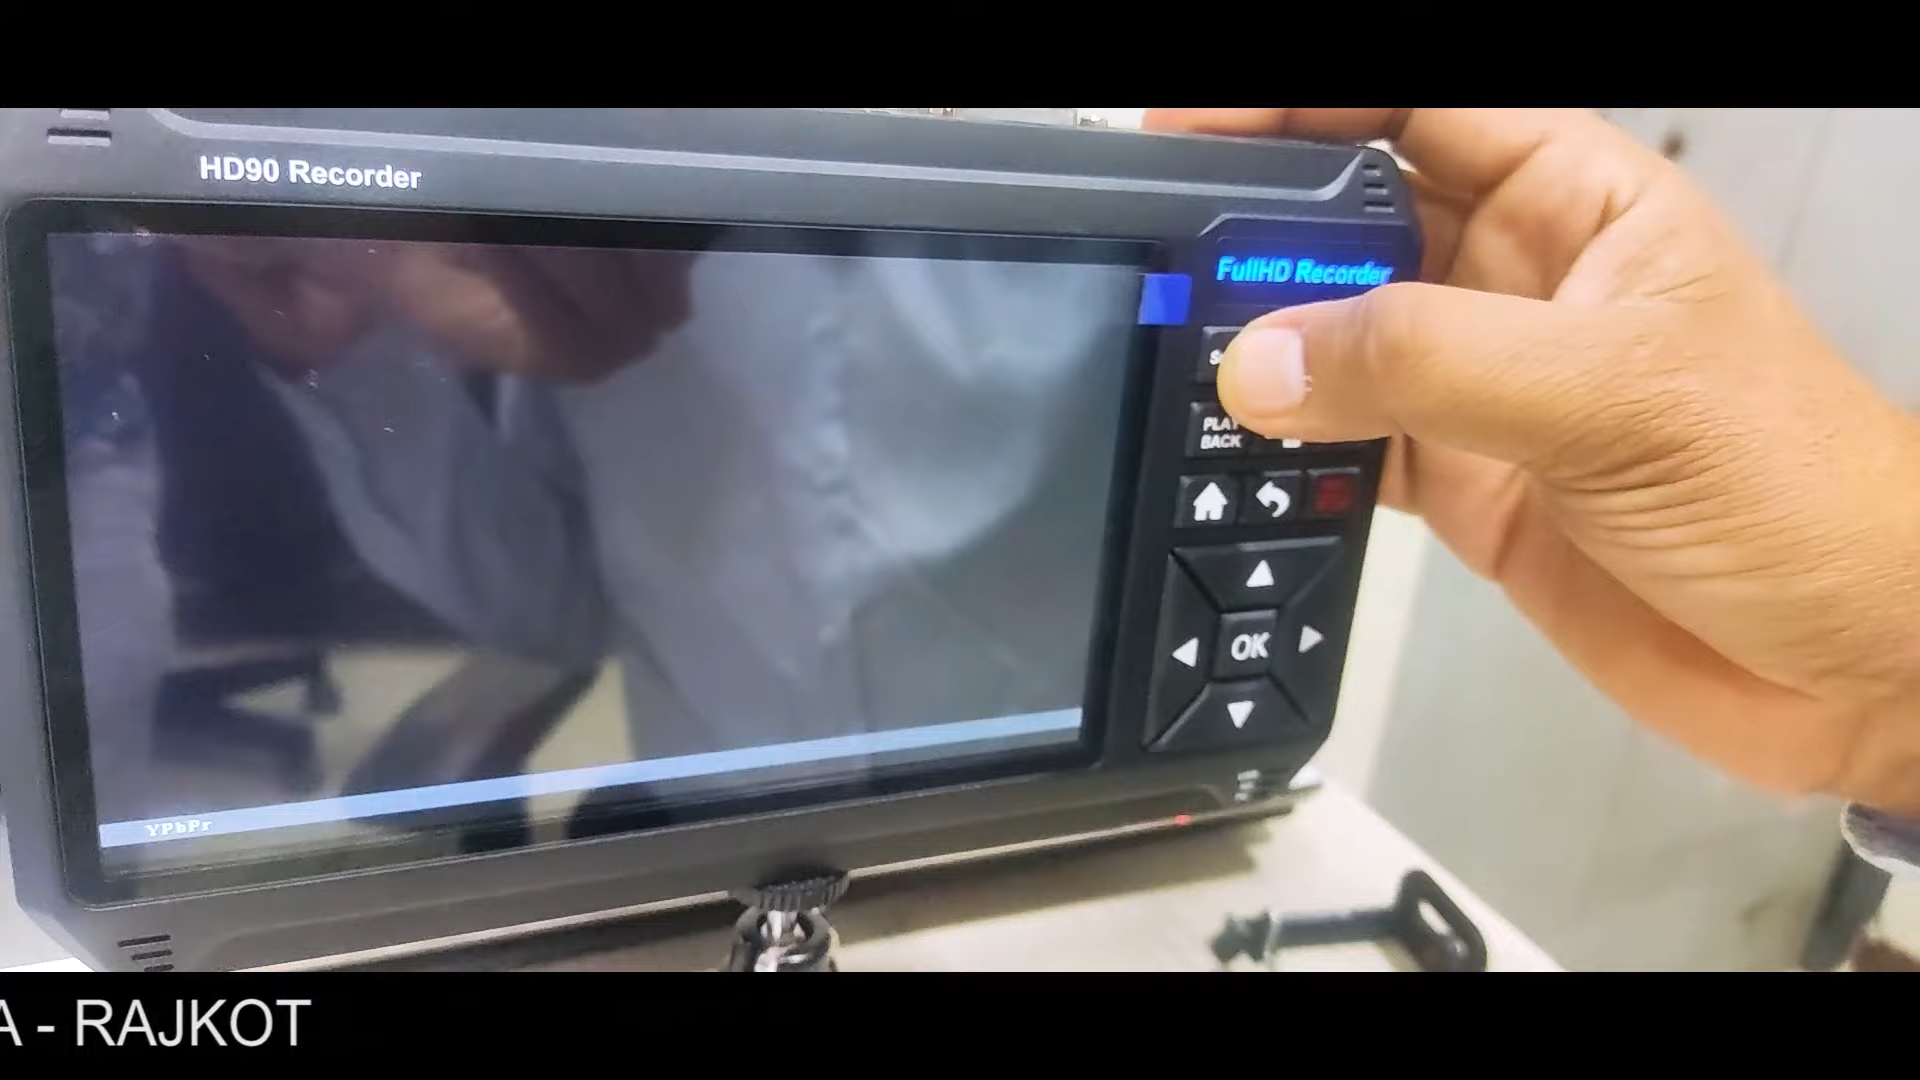 HD90 Recorder
FullHD Recorder
PLAY
BACK
OK
YPbPr
A - RAJKOT